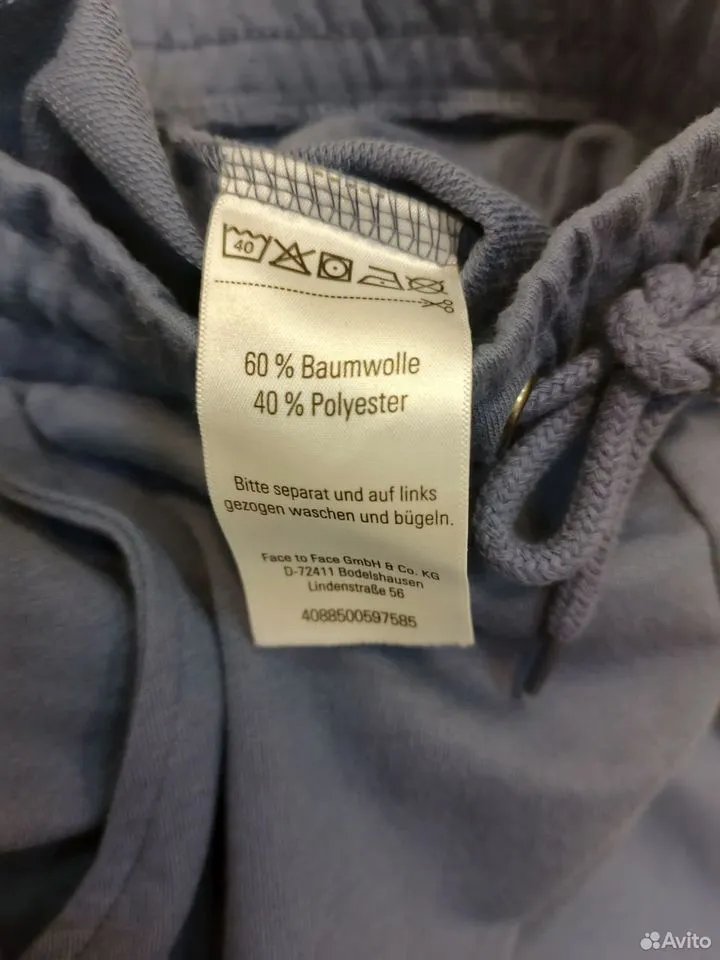 40
60 % Baumwolle
40 % Polyester
Bitte separat und auf links
gezogen waschen und bügeln.
Face to Face GmbH & Co. KG
D-72411 Bodelshausen
Lindenstraße 56
4088500597585
Avito